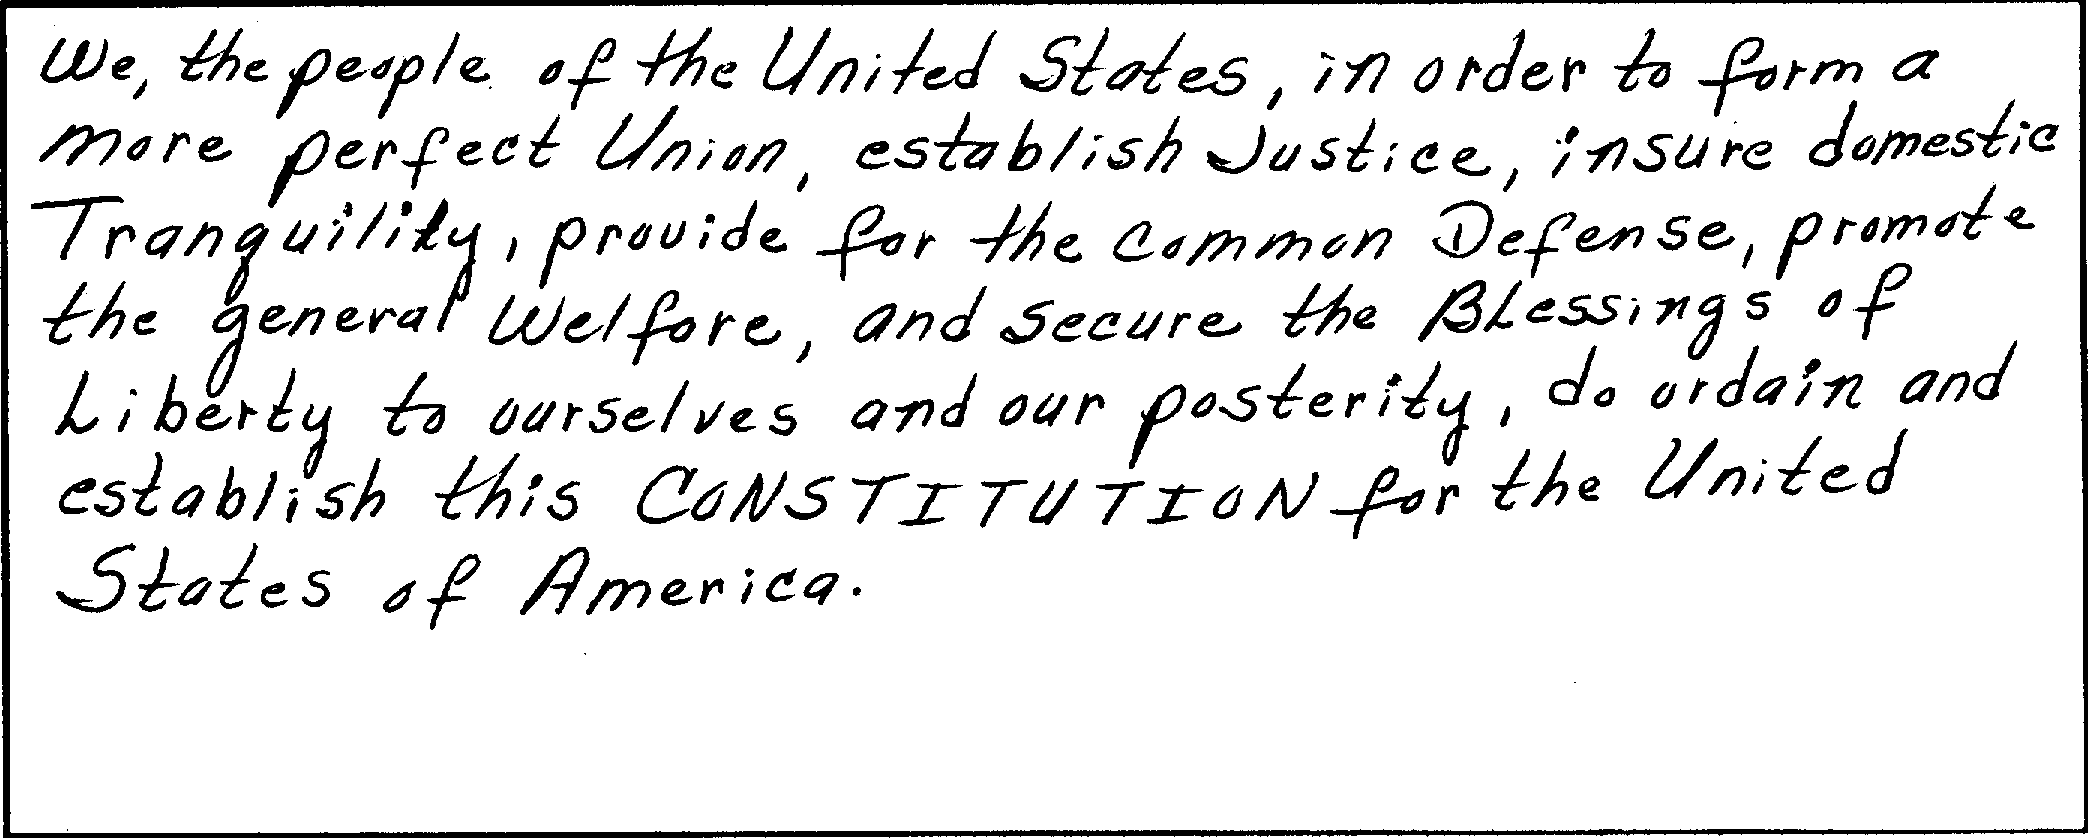 We, the people of the United States, in order to form a
more perfect Union, establish Justice, insure domestic
Tranquility, provide for the common Defense, promote
the general Welfare, and secure the Blessings of
Liberty to ourselves and our posterity, do ordain and
establish this CONSTITUTION for the United
States of America.